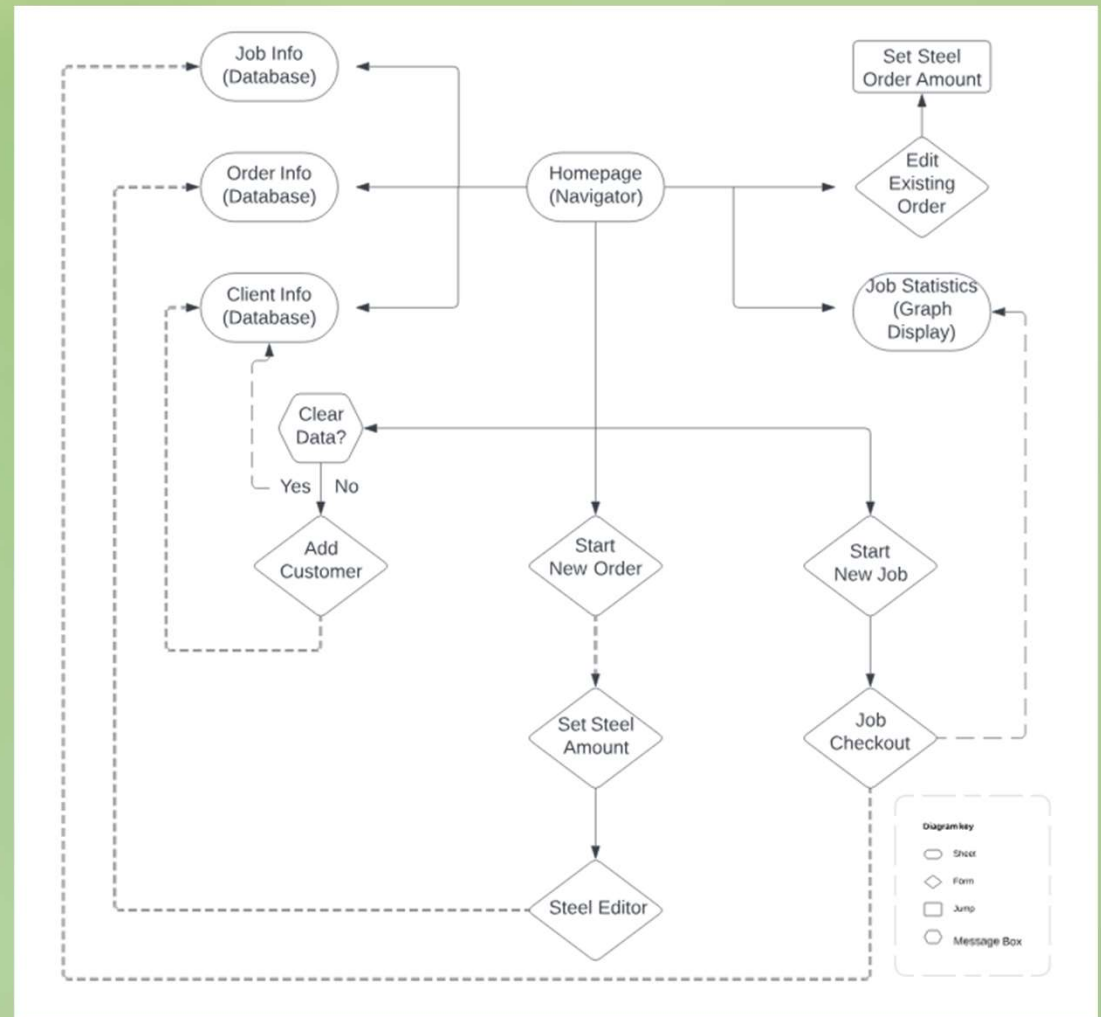 Job Info
(Database)
Set Steel
Order Amount
Order Info
(Database)
Homepage
(Navigator)
Edit
Existing
Order
Client Info
(Database)
Job Statistics
(Graph
Display)
Clear
Data?
Yes
No
Add
Customer
Start
New Order
Start
New Job
Set Steel
Amount
Job
Checkout
Steel Editor
Diagram key
Sheet
Form
Jump
Message Box